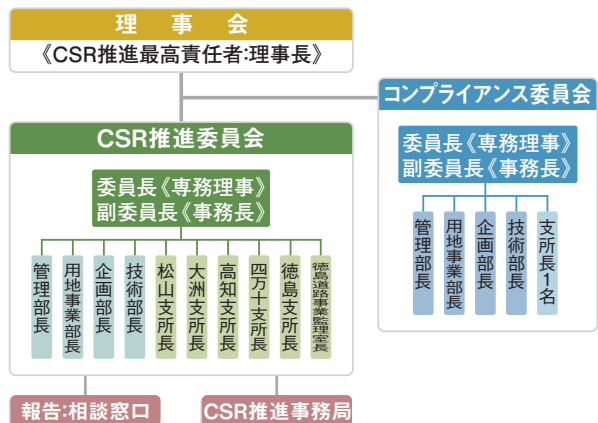 理事会
《CSR推進最高責任者:理事長》
コンプライアンス委員会
委員長《専務理事》
副委員長《事務長》
管理部長
用地事業部長
企画部長
技術部長
支所長1名
CSR推進委員会
委員長《専務理事》
副委員長《事務長》
管理部長
用地事業部長
企画部長
技術部長
松山支所長
大洲支所長
高知支所長
四万十支所長
徳島支所長
徳島道路事業監理室長
報告:相談窓口
CSR推進事務局